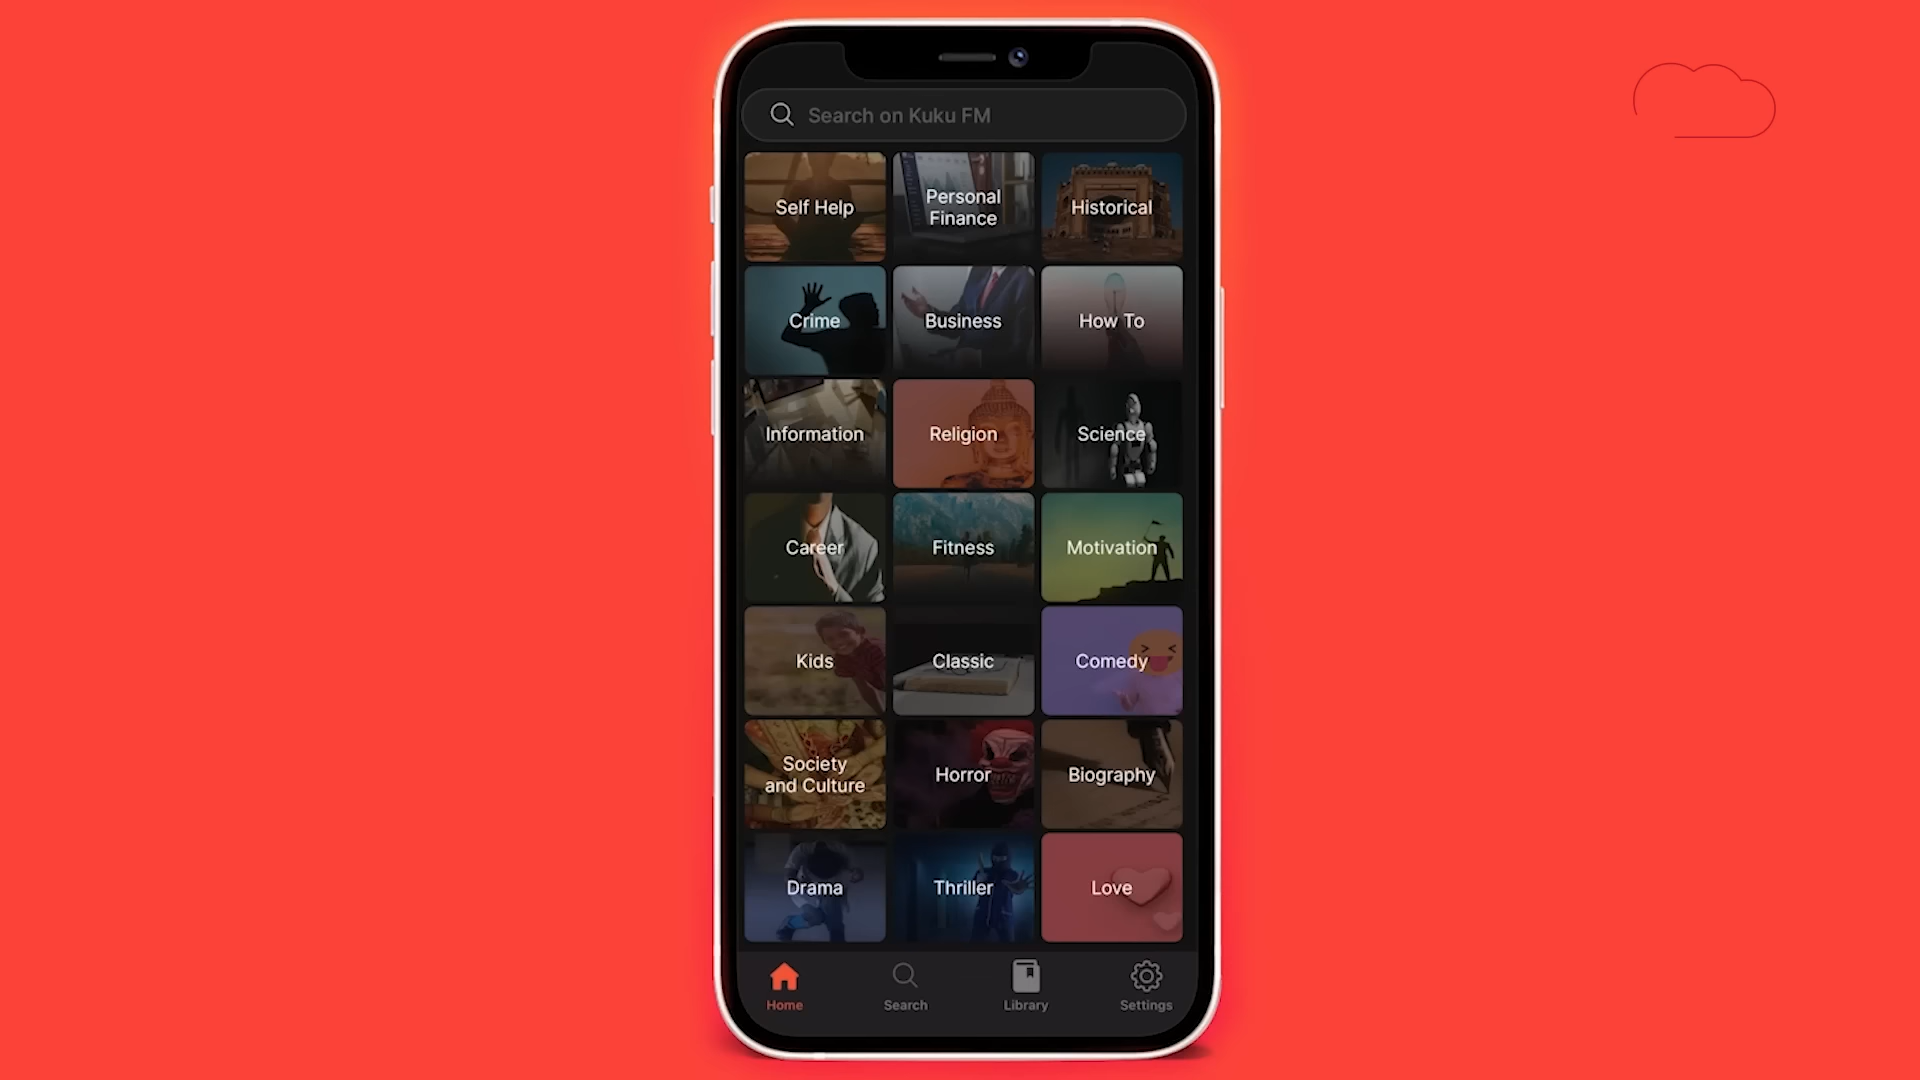 Search on Kuku FM
Self Help
Personal
Finance
Historical
Crime
Business
How To
Information
Religion
Science
Career
Fitness
Motivation
Kids
Classic
Comedy
Society
and Culture
Horror
Biography
Drama
Thriller
Love
Home
Search
Library
Settings